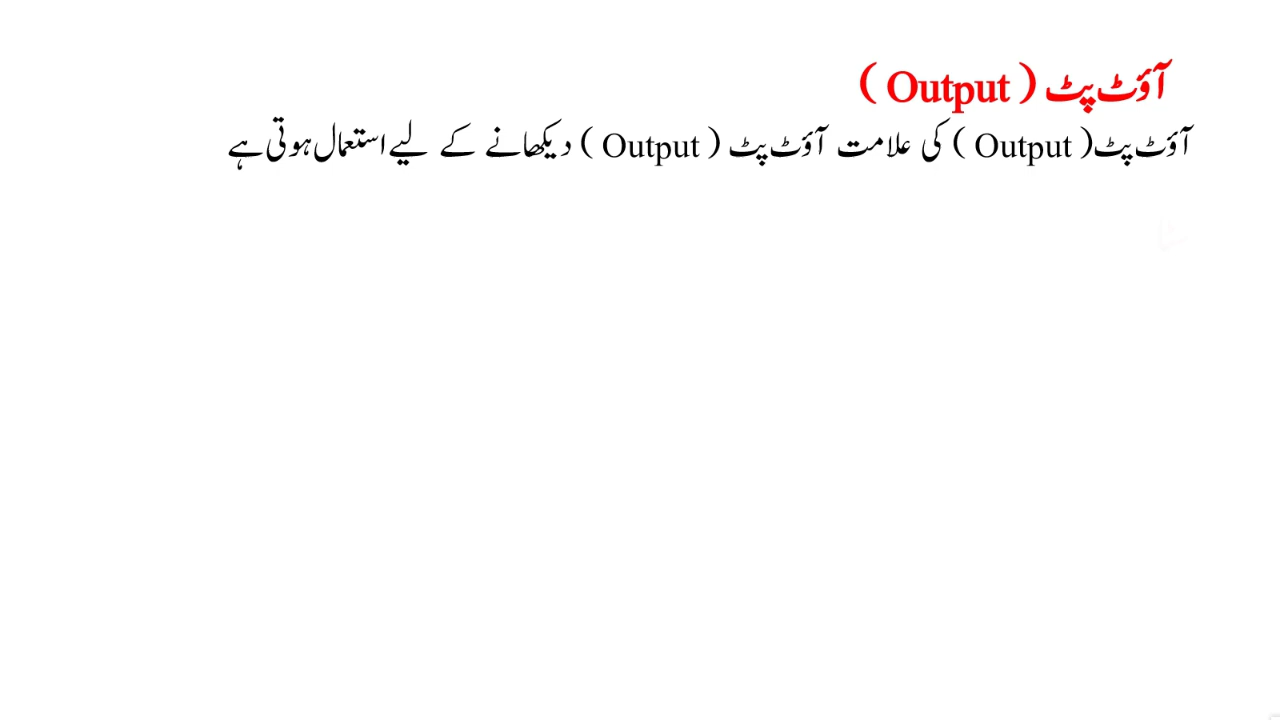 آؤٹ پٹ ( Output )
آؤٹ پٹ( Output ) کی علامت آؤٹ پٹ ( Output ) دیکھانے کے لیے استعمال ہوتی ہے